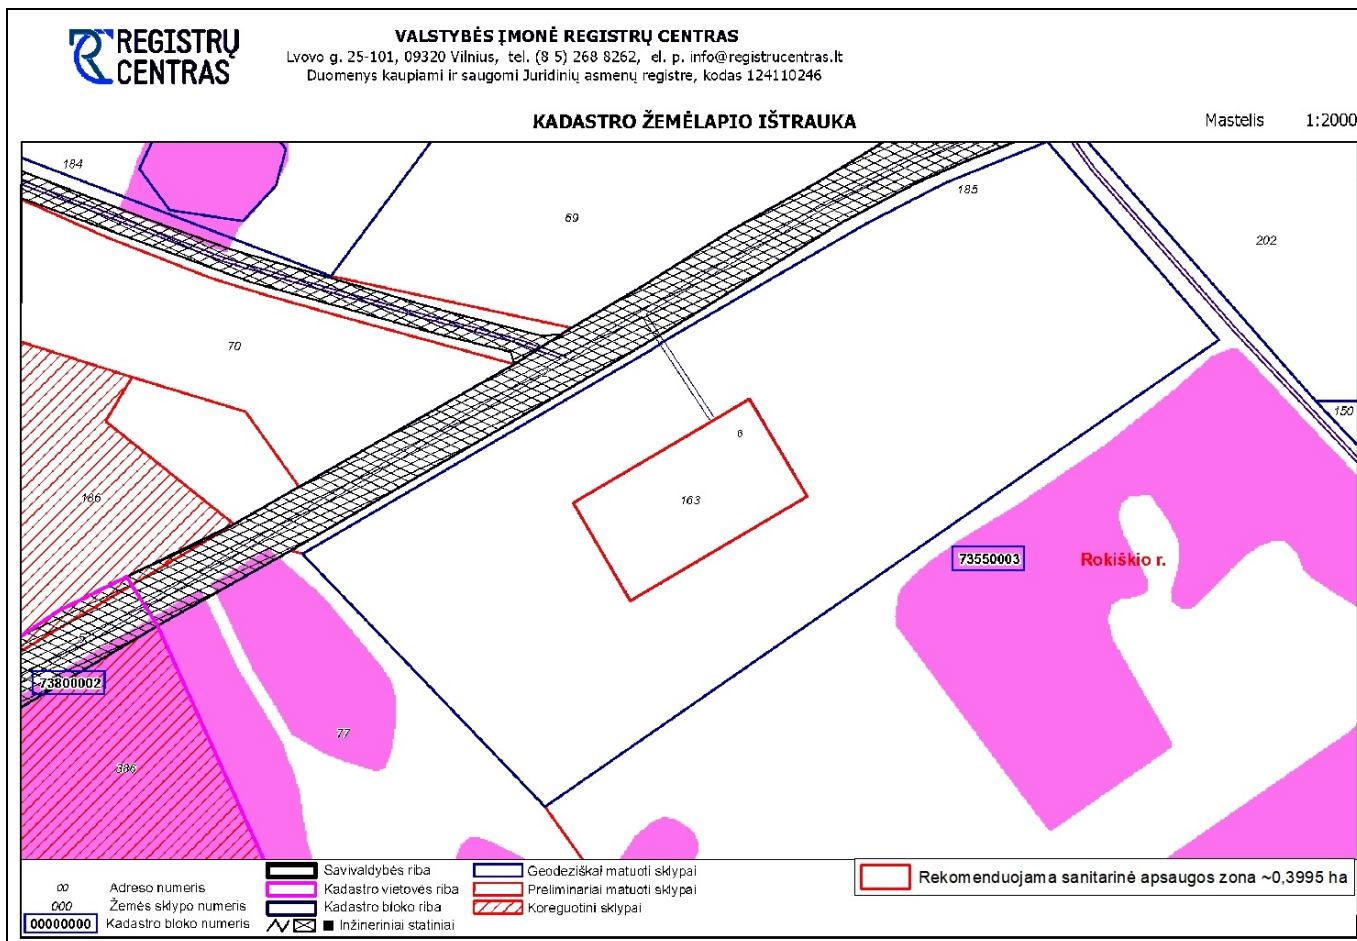 REGISTRŲ
CENTRAS
VALSTYBĖS ĮMONĖ REGISTRŲ CENTRAS
Lvovo g. 25-101, 09320 Vilnius, tel. (8 5) 268 8262, el. p. info@registrucentras.lt
Duomenys kaupiami ir saugomi Juridinių asmenų registre, kodas 124110246
KADASTRO ŽEMĖLAPIO IŠTRAUKA
Mastelis 1:2000
184
185
69
202
70
150
6
186
163
73550003
Rokiškio r.
5
73800002
77
386
Savivaldybės riba
Geodeziškai matuoti sklypai
Rekomenduojama sanitarinė apsaugos zona ~0,3995 ha
00 Adreso numeris
Kadastro vietovės riba
Preliminariai matuoti sklypai
000 Žemės sklypo numeris
Kadastro bloko riba
Koreguotini sklypai
00000000 Kadastro bloko numeris
Inžineriniai statiniai